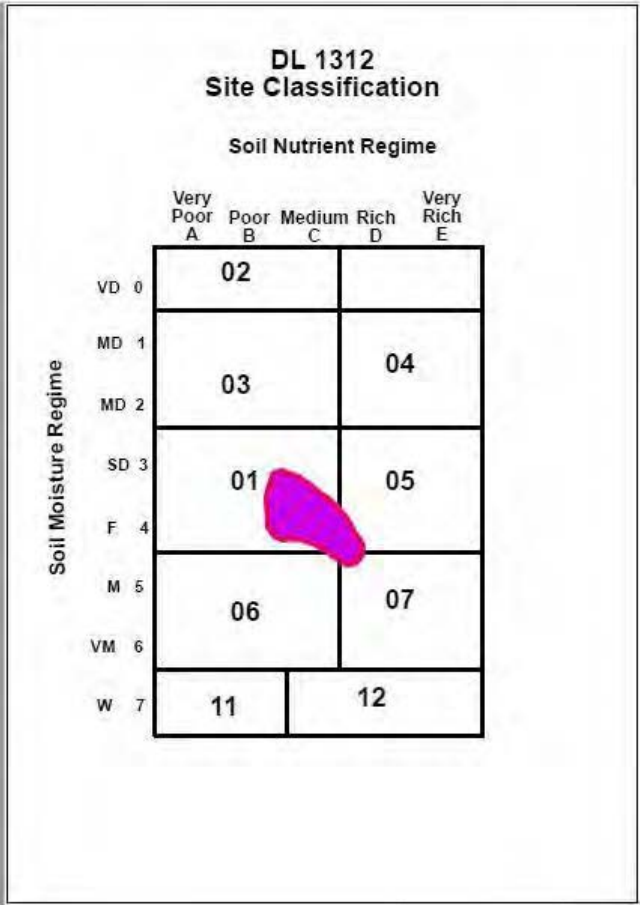 DL 1312
Site Classification
Soil Nutrient Regime
Very Poor A
Poor B
Medium C
Rich D
Very Rich E
Soil Moisture Regime
VD 0
02
MD 1
04
03
MD 2
SD 3
01
05
F 4
M 5
07
06
VM 6
W 7
11
12